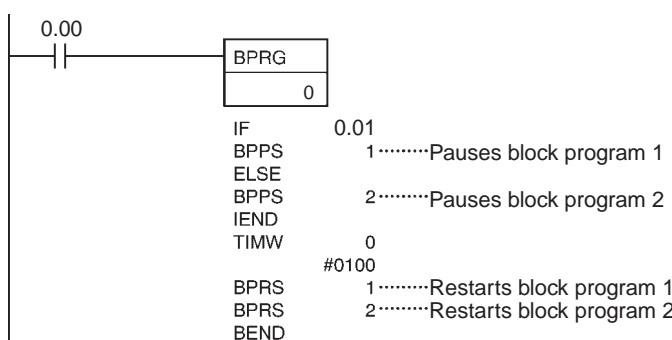 0.00
BPRG
0
IF 0.01
BPPS 1 ·········Pauses block program 1
ELSE
BPPS 2 ·········Pauses block program 2
IEND
TIMW 0
#0100
BPRS 1 ·········Restarts block program 1
BPRS 2 ·········Restarts block program 2
BEND